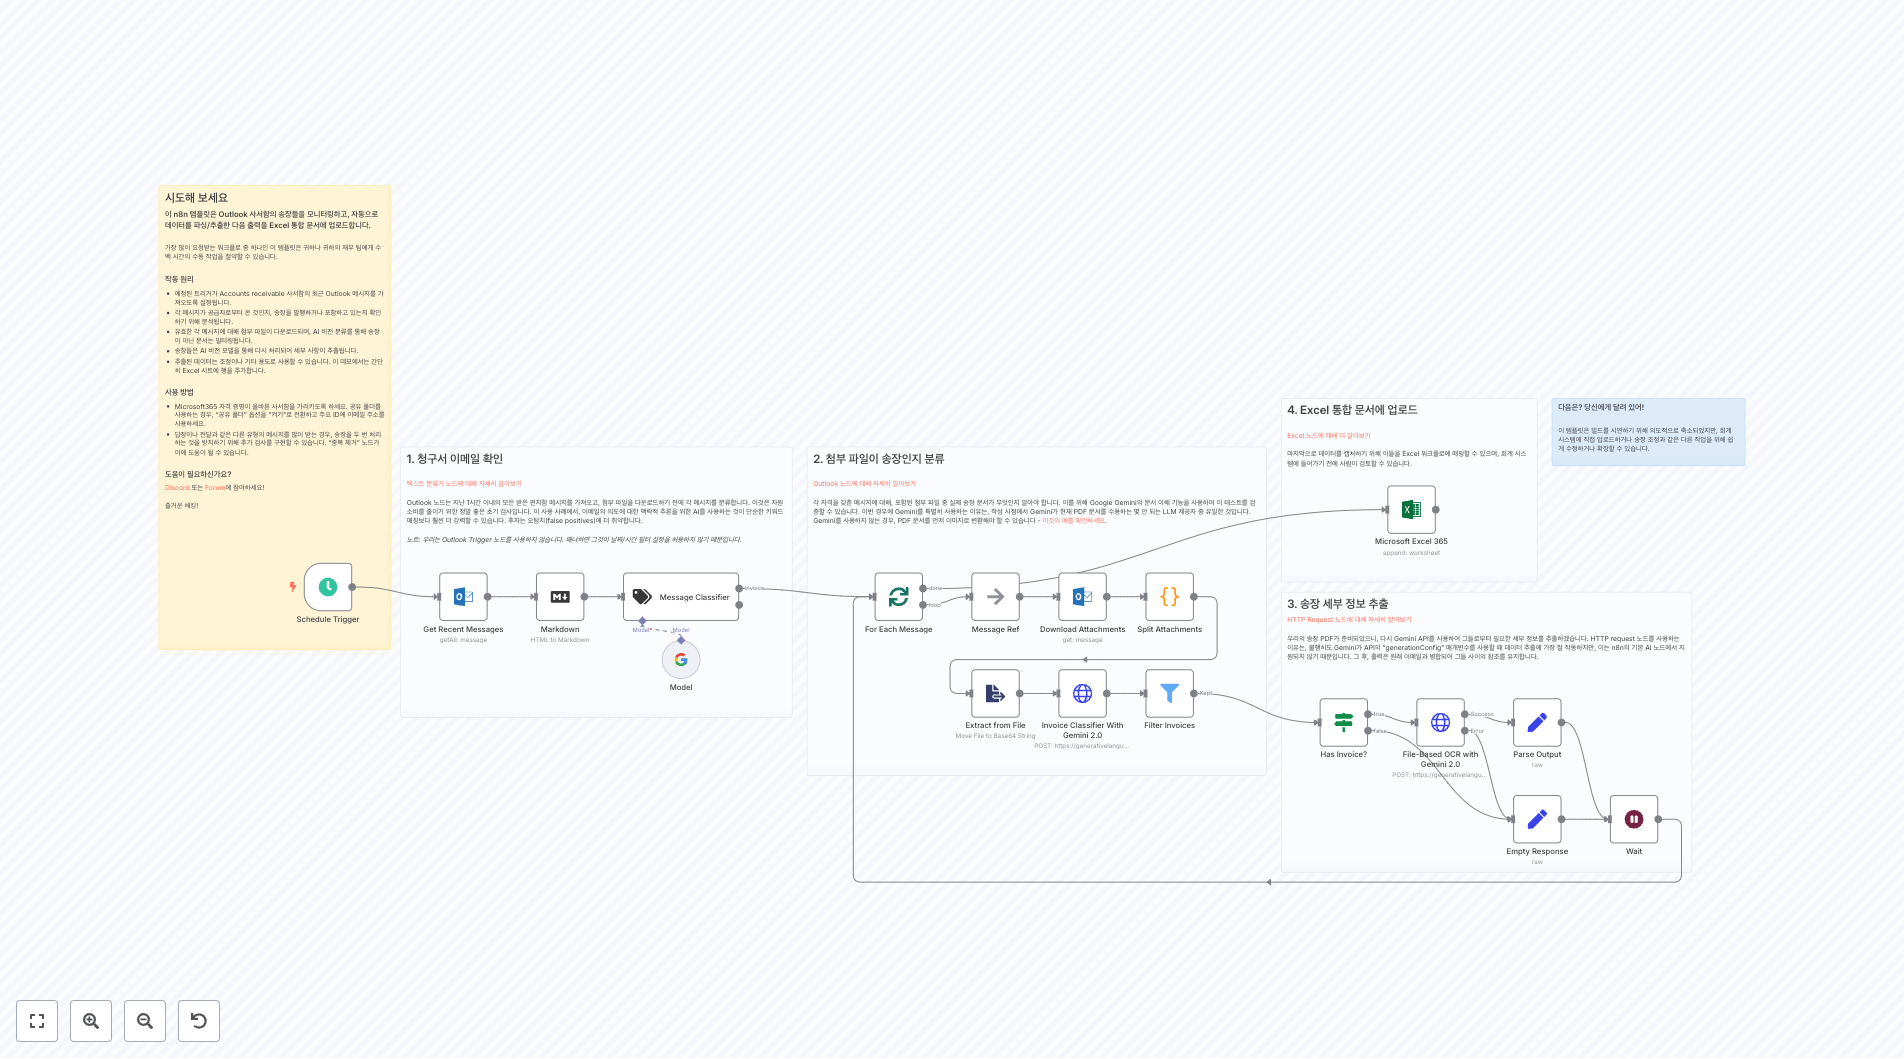 시도해 보세요
이 n8n 템플릿은 Outlook 사서함의 송장들을 모니터링하고, 자동으로
데이터를 파싱/추출한 다음 출력을 Excel 통합 문서에 업로드합니다.
가장 많이 요청받는 워크플로 중 하나인 이 템플릿은 귀하나 귀하의 재무 팀에게 수
백 시간의 수동 작업을 절약할 수 있습니다.
작동 원리
예정된 트리거가 Accounts receivable 사서함의 최근 Outlook 메시지를 가
져오도록 설정됩니다.
각 메시지가 공급자로부터 온 것인지, 송장을 발행하거나 포함하고 있는지 확인
하기 위해 분석됩니다.
유효한 각 메시지에 대해 첨부 파일이 다운로드되며, AI 비전 분류를 통해 송장
이 아닌 문서는 필터링됩니다.
송장들은 AI 비전 모델을 통해 다시 처리되어 세부 사항이 추출됩니다.
추출된 데이터는 조정이나 기타 용도로 사용할 수 있습니다. 이 데모에서는 간단
히 Excel 시트에 행을 추가합니다.
사용 방법
Microsoft365 자격 증명이 올바른 사서함을 가리키도록 하세요. 공유 폴더를
사용하는 경우, "공유 폴더" 옵션을 "켜기"로 전환하고 주요 ID에 이메일 주소를
사용하세요.
답장이나 전달과 같은 다른 유형의 메시지를 많이 받는 경우, 송장을 두 번 처리
하는 것을 방지하기 위해 추가 검사를 구현할 수 있습니다. "중복 제거" 노드가
이에 도움이 될 수 있습니다.
도움이 필요하신가요?
Discord 또는 Forum에 참여하세요!
즐거운 해킹!
Schedule Trigger
1. 청구서 이메일 확인
텍스트 분류기 노드에 대해 자세히 알아보기
Outlook 노드는 지난 1시간 이내의 모든 받은 편지함 메시지를 가져오고, 첨부 파일을 다운로드하기 전에 각 메시지를 분류합니다. 이것은 자원
소비를 줄이기 위한 정말 좋은 초기 검사입니다. 이 사용 사례에서, 이메일의 의도에 대한 맥락적 추론을 위한 AI를 사용하는 것이 단순한 키워드
매칭보다 훨씬 더 강력할 수 있습니다. 후자는 오탐지(false positives)에 더 취약합니다.
노트: 우리는 Outlook Trigger 노드를 사용하지 않습니다. 왜냐하면 그것이 날짜/시간 필터 설정을 허용하지 않기 때문입니다.
Get Recent Messages
getAll: message
Markdown
HTML to Markdown
Message Classifier
Invoice
Model*
Model
Model
2. 첨부 파일이 송장인지 분류
Outlook 노드에 대해 자세히 알아보기
각 자격을 갖춘 메시지에 대해, 포함된 첨부 파일 중 실제 송장 문서가 무엇인지 알아야 합니다. 이를 위해 Google Gemini의 문서 이해 기능을 사용하여 이 테스트를 검
증할 수 있습니다. 이번 경우에 Gemini를 특별히 사용하는 이유는, 작성 시점에서 Gemini가 현재 PDF 문서를 수용하는 몇 안 되는 LLM 제공자 중 유일한 것입니다.
Gemini를 사용하지 않는 경우, PDF 문서를 먼저 이미지로 변환해야 할 수 있습니다 - 이것의 예를 확인하세요.
For Each Message
done
loop
Message Ref
Download Attachments
get: message
Split Attachments
Extract from File
Move File to Base64 String
Invoice Classifier With
Gemini 2.0
POST: https://generativelangu...
Filter Invoices
Kept
4. Excel 통합 문서에 업로드
Excel 노드에 대해 더 알아보기
마지막으로 데이터를 캡처하기 위해 이들을 Excel 워크플로에 매핑할 수 있으며, 회계 시스
템에 들어가기 전에 사람이 검토할 수 있습니다.
Microsoft Excel 365
append: worksheet
다음은? 당신에게 달려 있어!
이 템플릿은 빌드를 시연하기 위해 의도적으로 축소되었지만, 회계
시스템에 직접 업로드하거나 송장 조정과 같은 다른 작업을 위해 쉽
게 수정하거나 확장할 수 있습니다.
3. 송장 세부 정보 추출
HTTP Request 노드에 대해 자세히 알아보기
우리의 송장 PDF가 준비되었으니, 다시 Gemini API를 사용하여 그들로부터 필요한 세부 정보를 추출하겠습니다. HTTP request 노드를 사용하는
이유는, 불행히도 Gemini가 API의 "generationConfig" 매개변수를 사용할 때 데이터 추출에 가장 잘 작동하지만, 이는 n8n의 기본 AI 노드에서 지
원되지 않기 때문입니다. 그 후, 출력은 원래 이메일과 병합되어 그들 사이의 참조를 유지합니다.
Has Invoice?
true
false
File-Based OCR with
Gemini 2.0
POST: https://generativelangu...
Success
Error
Parse Output
raw
Empty Response
raw
Wait